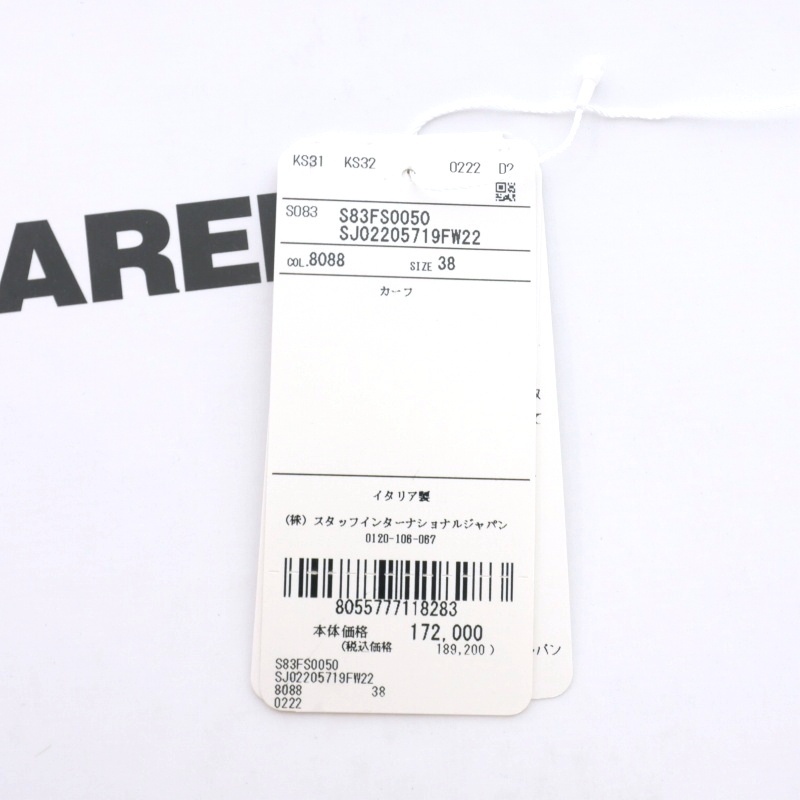 KS31 KS32 0222 D?
S083 S83FS0050
SJ02205719FW22
COL.8088 SIZE 38
カーフ
イタリア製
(株) スタッフインターナショナルジャパン
0120-106-067
8055777118283
本体価格 172,000
(税込価格 189,200 )
S83FS0050
SJ02205719FW22
8088 38
0222
パン